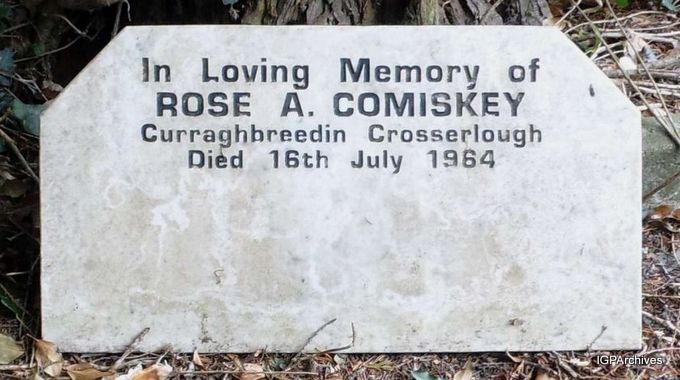 In Loving Memory of
ROSE A. COMISKEY
Curraghbreedin Crosserlough
Died 16th July 1964
IGPArchives